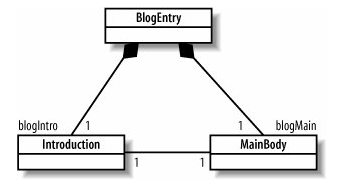 BlogEntry
blogIntro
1
1
blogMain
Introduction
MainBody
1
1